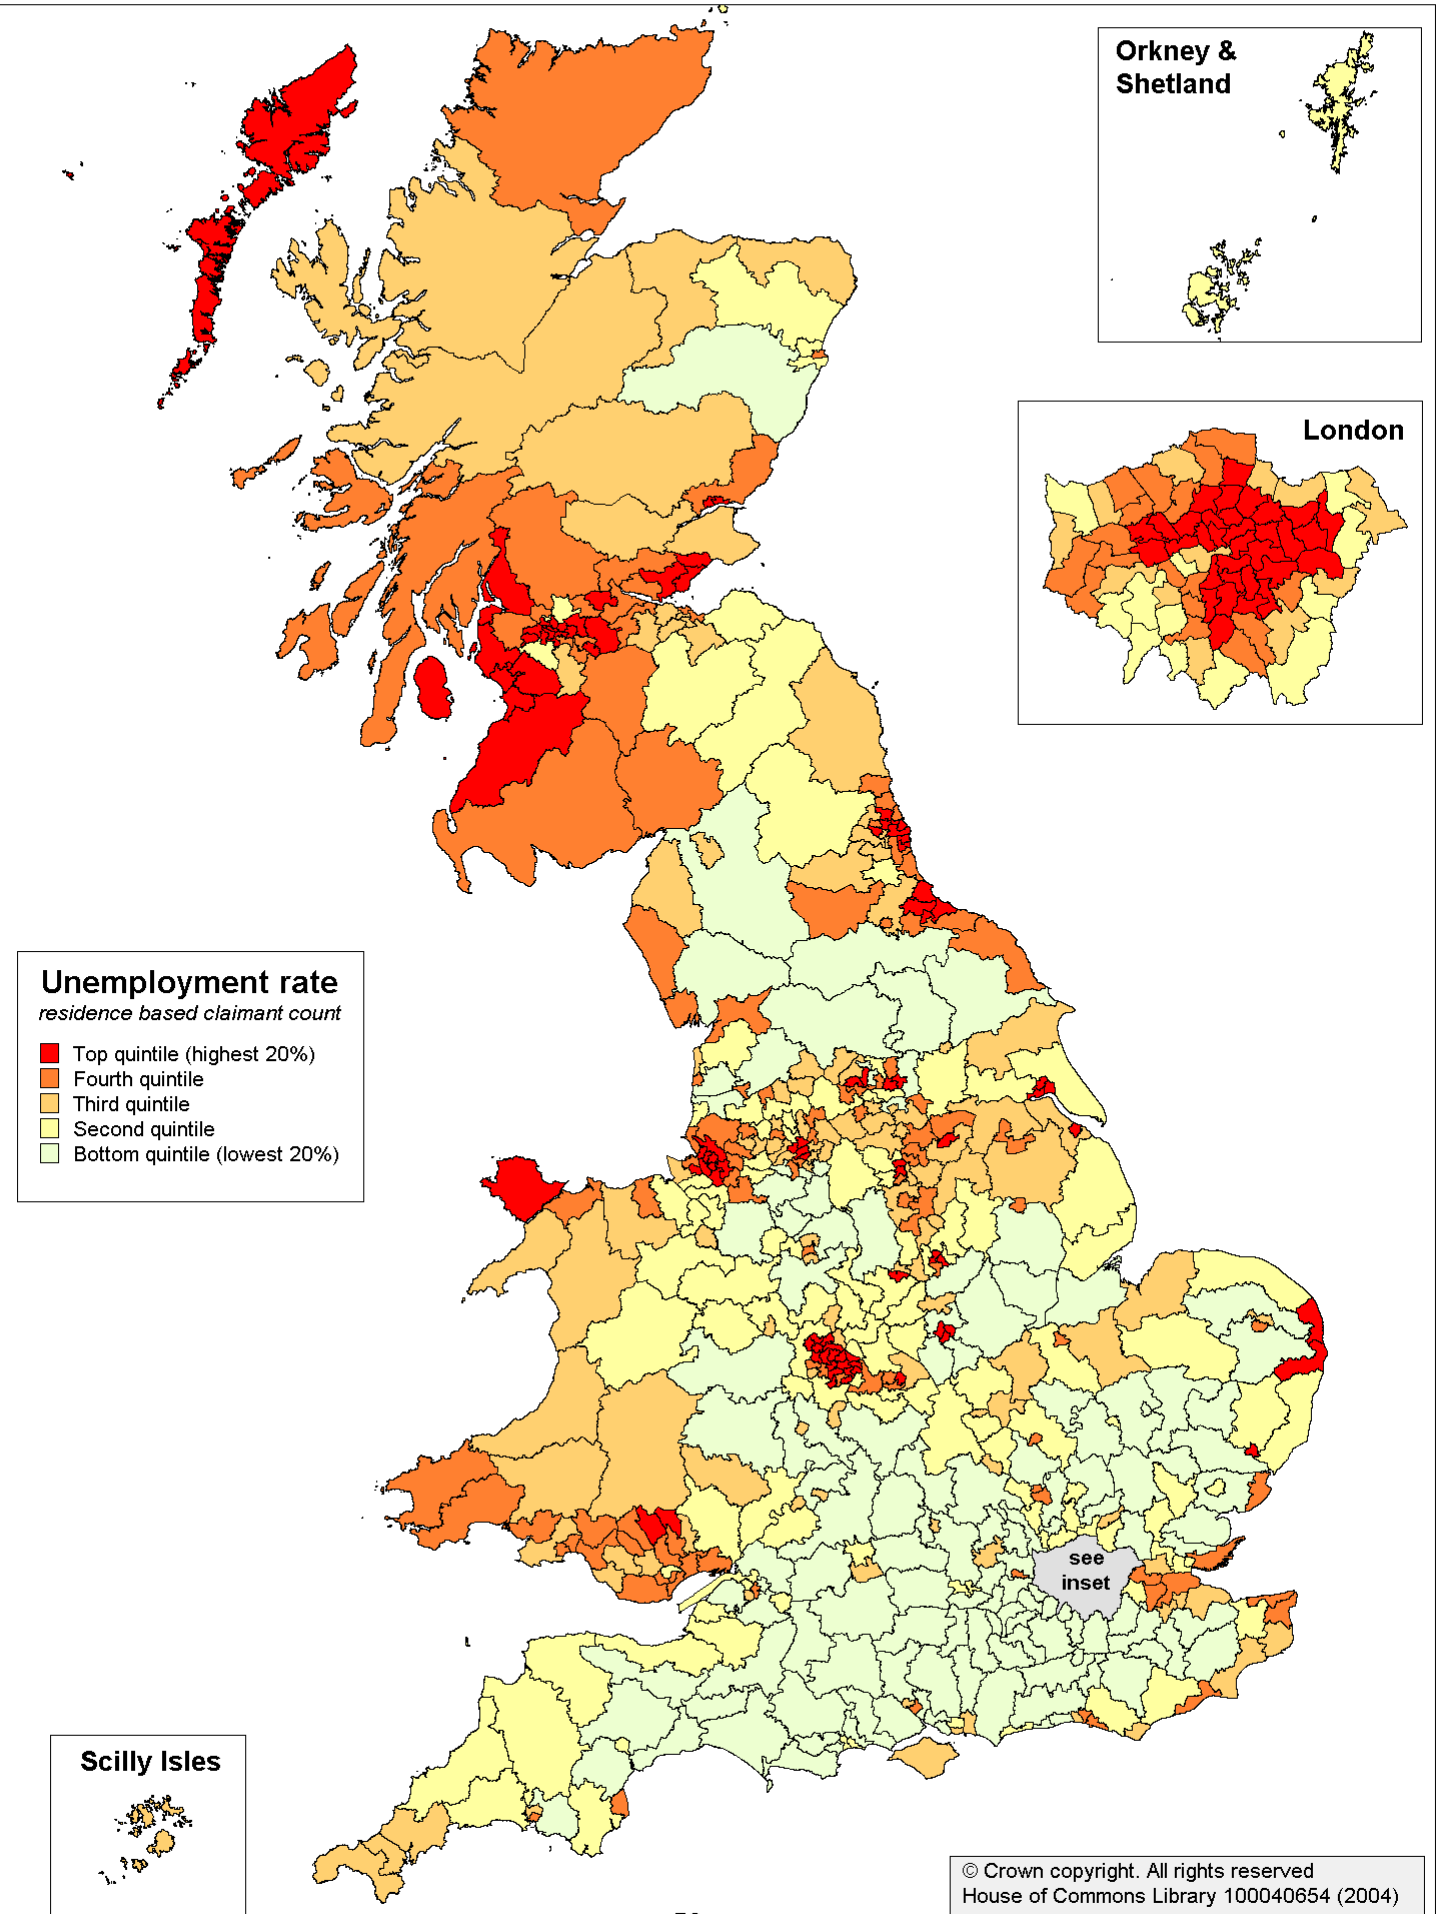 Orkney &
Shetland
London
Unemployment rate
residence based claimant count
Top quintile (highest 20%)
Fourth quintile
Third quintile
Second quintile
Bottom quintile (lowest 20%)
see
inset
Scilly Isles
© Crown copyright. All rights reserved
House of Commons Library 100040654 (2004)